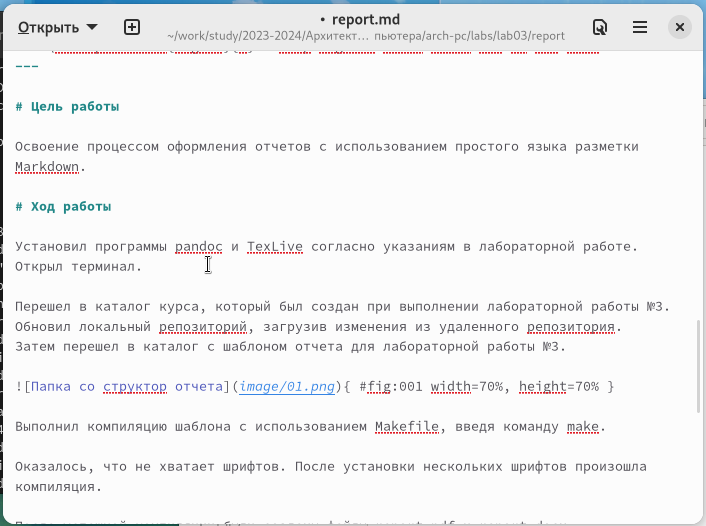 Открыть
• report.md
~/work/study/2023-2024/Архитект… пьютера/arch-pc/labs/lab03/report
---
# Цель работы
Освоение процессом оформления отчетов с использованием простого языка разметки
Markdown.
# Ход работы
Установил программы pandoc и TexLive согласно указаниям в лабораторной работе.
Открыл терминал.
Перешел в каталог курса, который был создан при выполнении лабораторной работы №3.
Обновил локальный репозиторий, загрузив изменения из удаленного репозитория.
Затем перешел в каталог с шаблоном отчета для лабораторной работы №3.
![Папка со структор отчета](image/01.png){ #fig:001 width=70%, height=70% }
Выполнил компиляцию шаблона с использованием Makefile, введя команду make.
Оказалось, что не хватает шрифтов. После установки нескольких шрифтов произошла
компиляция.